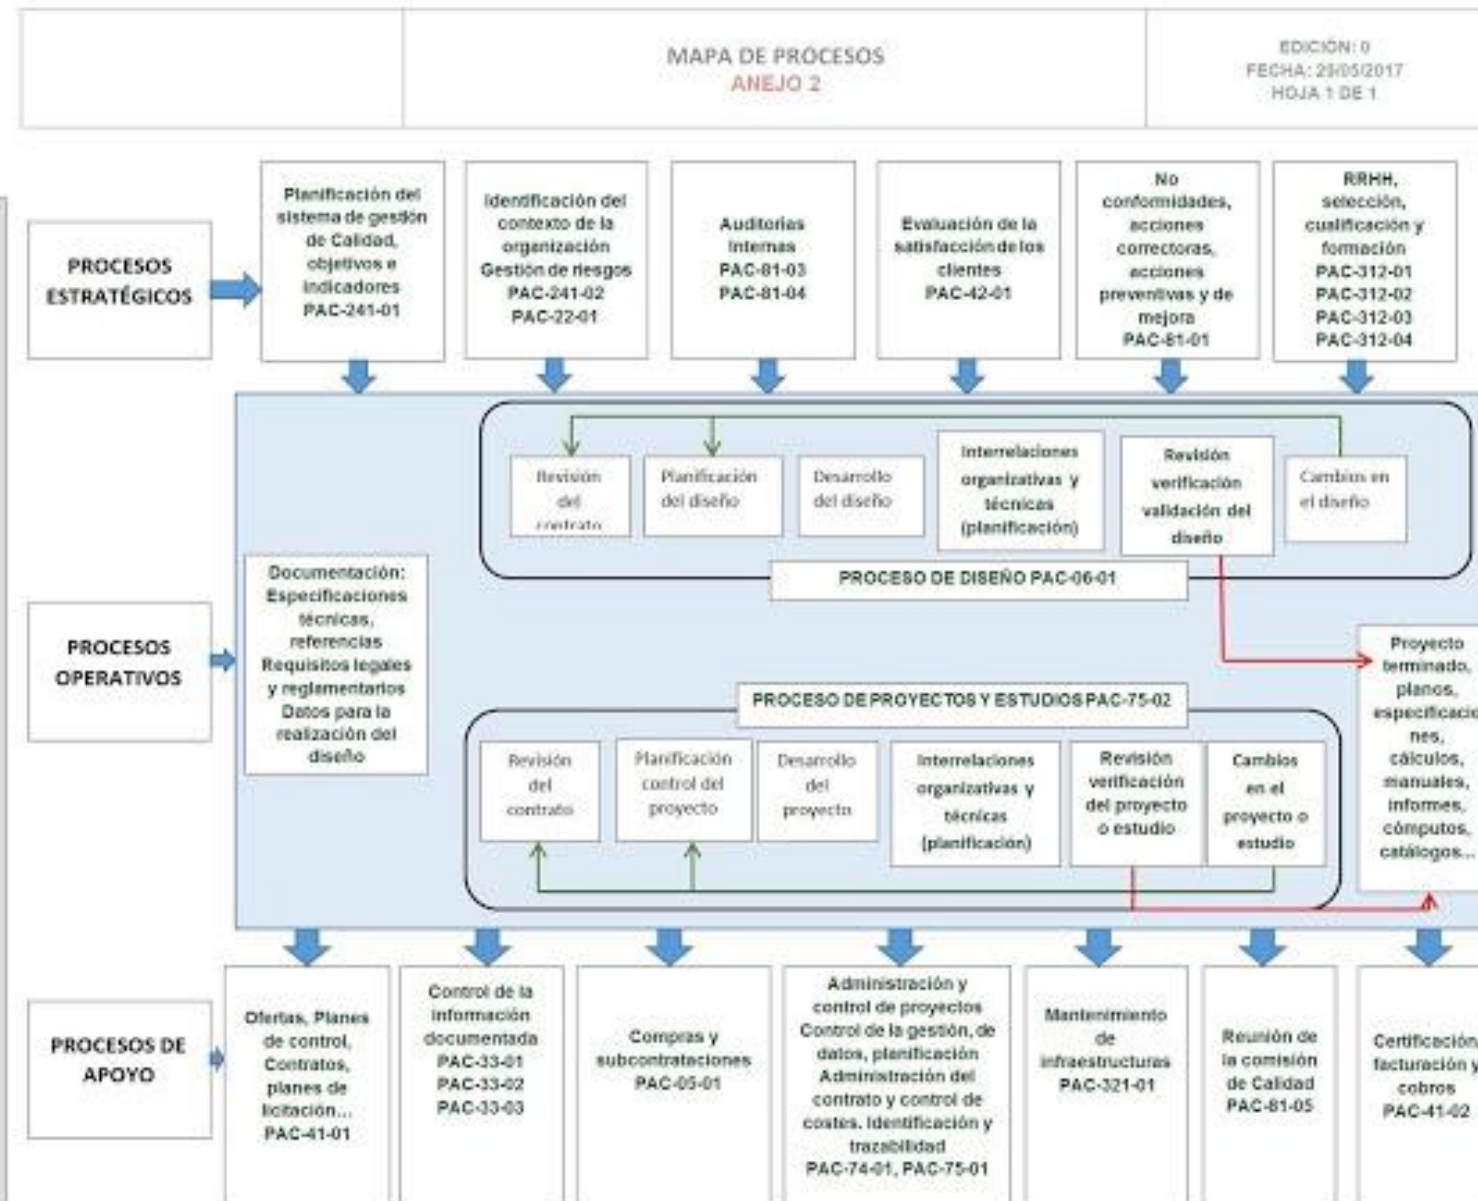 MAPA DE PROCESOS
ANEJO 2
EDICIÓN: 0
FECHA: 29/05/2017
HOJA 1 DE 1
PROCESOS
ESTRATÉGICOS
Planificación del
sistema de gestión
de Calidad,
objetivos e
indicadores
PAC-241-01
Identificación del
contexto de la
organización
Gestión de riesgos
PAC-241-02
PAC-22-01
Auditorias
Internas
PAC-81-03
PAC-81-04
Evaluación de la
satisfacción de los
clientes
PAC-42-01
No
conformidades,
acciones
correctoras,
acciones
preventivas y de
mejora
PAC-81-01
RRHH,
selección,
cualificación y
formación
PAC-312-01
PAC-312-02
PAC-312-03
PAC-312-04
Revisión
del
contrato
Planificación
del diseño
Desarrollo
del diseño
Interrelaciones
organizativas y
técnicas
(planificación)
Revisión
verificación
validación del
diseño
Cambios en
el diseño
PROCESO DE DISEÑO PAC-06-01
PROCESOS
OPERATIVOS
Documentación:
Especificaciones
técnicas,
referencias
Requisitos legales
y reglamentarios
Datos para la
realización del
diseño
Proyecto
terminado,
planos,
especificacio
nes,
cálculos,
manuales,
informes,
cómputos,
catálogos...
PROCESO DE PROYECTOS Y ESTUDIOS PAC-75-02
Revisión
del
contrato
Planificación
control del
proyecto
Desarrollo
del
proyecto
Interrelaciones
organizativas y
técnicas
(planificación)
Revisión
verificación
del proyecto
o estudio
Cambios
en el
proyecto o
estudio
PROCESOS DE
APOYO
Ofertas, Planes
de control,
Contratos,
planes de
licitación...
PAC-41-01
Control de la
información
documentada
PAC-33-01
PAC-33-02
PAC-33-03
Compras y
subcontrataciones
PAC-05-01
Administración y
control de proyectos
Control de la gestión, de
datos, planificación
Administración del
contrato y control de
costes. Identificación y
trazabilidad
PAC-74-01, PAC-75-01
Mantenimiento
de
infraestructuras
PAC-321-01
Reunión de
la comisión
de Calidad
PAC-81-05
Certificación,
facturación y
cobros
PAC-41-02